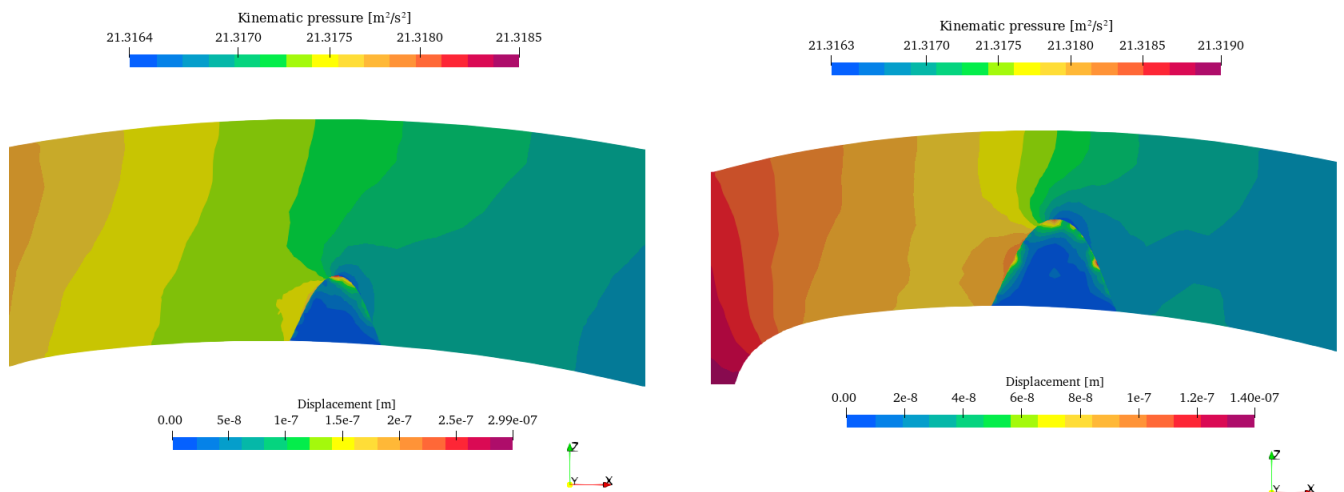 Kinematic pressure [m²/s²]
21.3164 21.3170 21.3175 21.3180 21.3185
Displacement [m]
0.00 5e-8 1e-7 1.5e-7 2e-7 2.5e-7 2.99e-07
Z
Y X
Kinematic pressure [m²/s²]
21.3163 21.3170 21.3175 21.3180 21.3185 21.3190
Displacement [m]
0.00 2e-8 4e-8 6e-8 8e-8 1e-7 1.2e-7 1.40e-07
Z
Y X